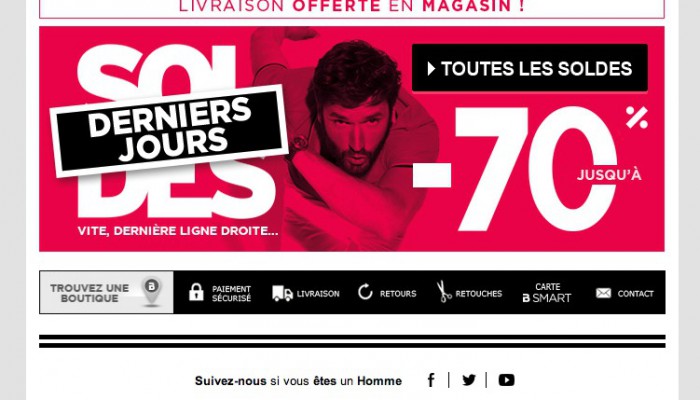 LIVRAISON OFFERTE EN MAGASIN !
SOLDES
DERNIERS
JOURS
VITE, DERNIÈRE LIGNE DROITE...
TOUTES LES SOLDES
-70%
JUSQU'À
TROUVEZ UNE
BOUTIQUE
B
PAIEMENT
SÉCURISÉ
LIVRAISON
RETOURS
RETOUCHES
CARTE
B SMART
CONTACT
Suivez-nous si vous êtes un Homme